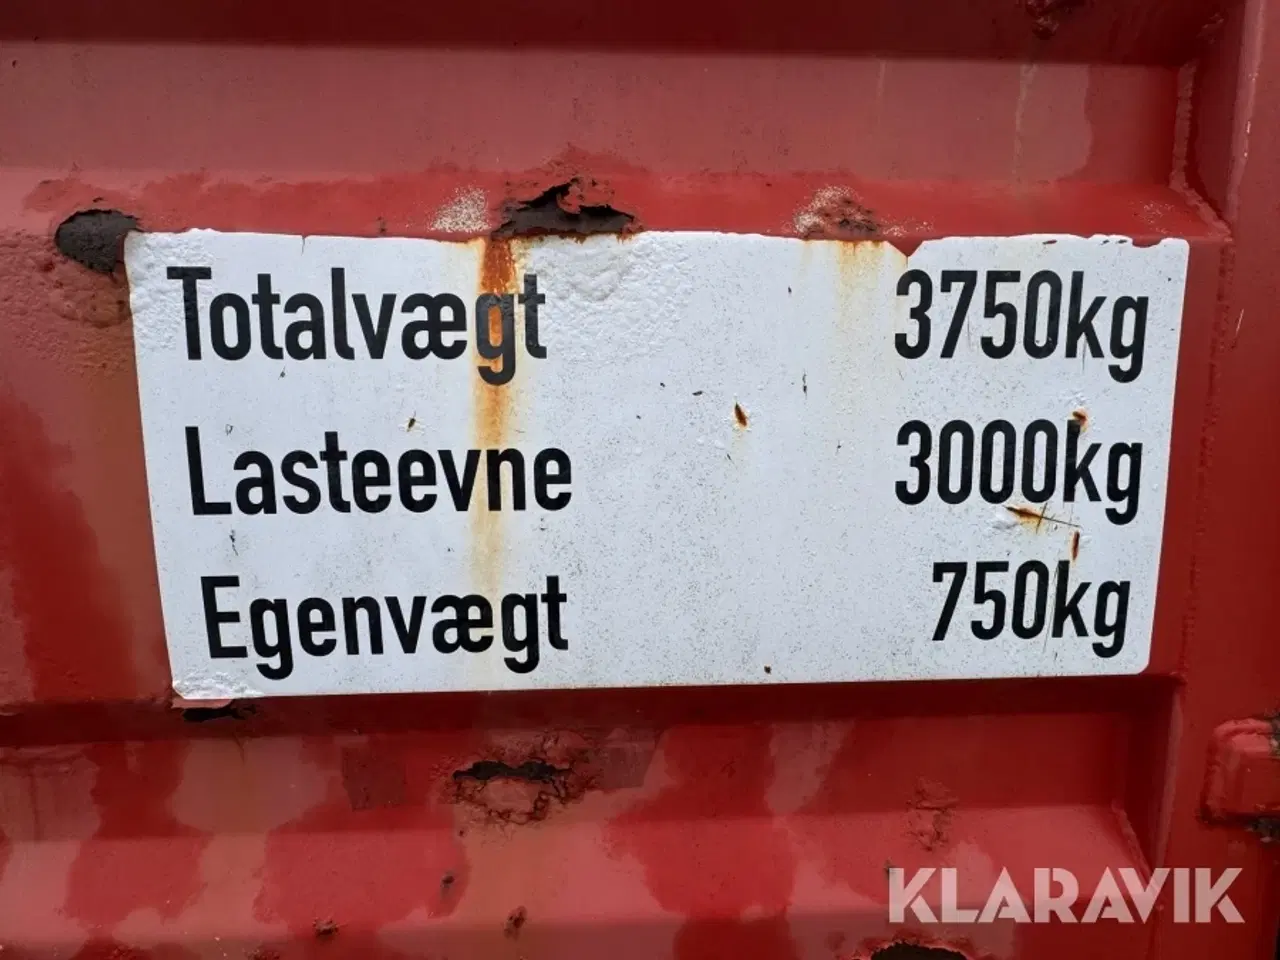 Totalvægt 3750kg
Lasteevne 3000kg
Egenvægt 750kg
KLARAVIK